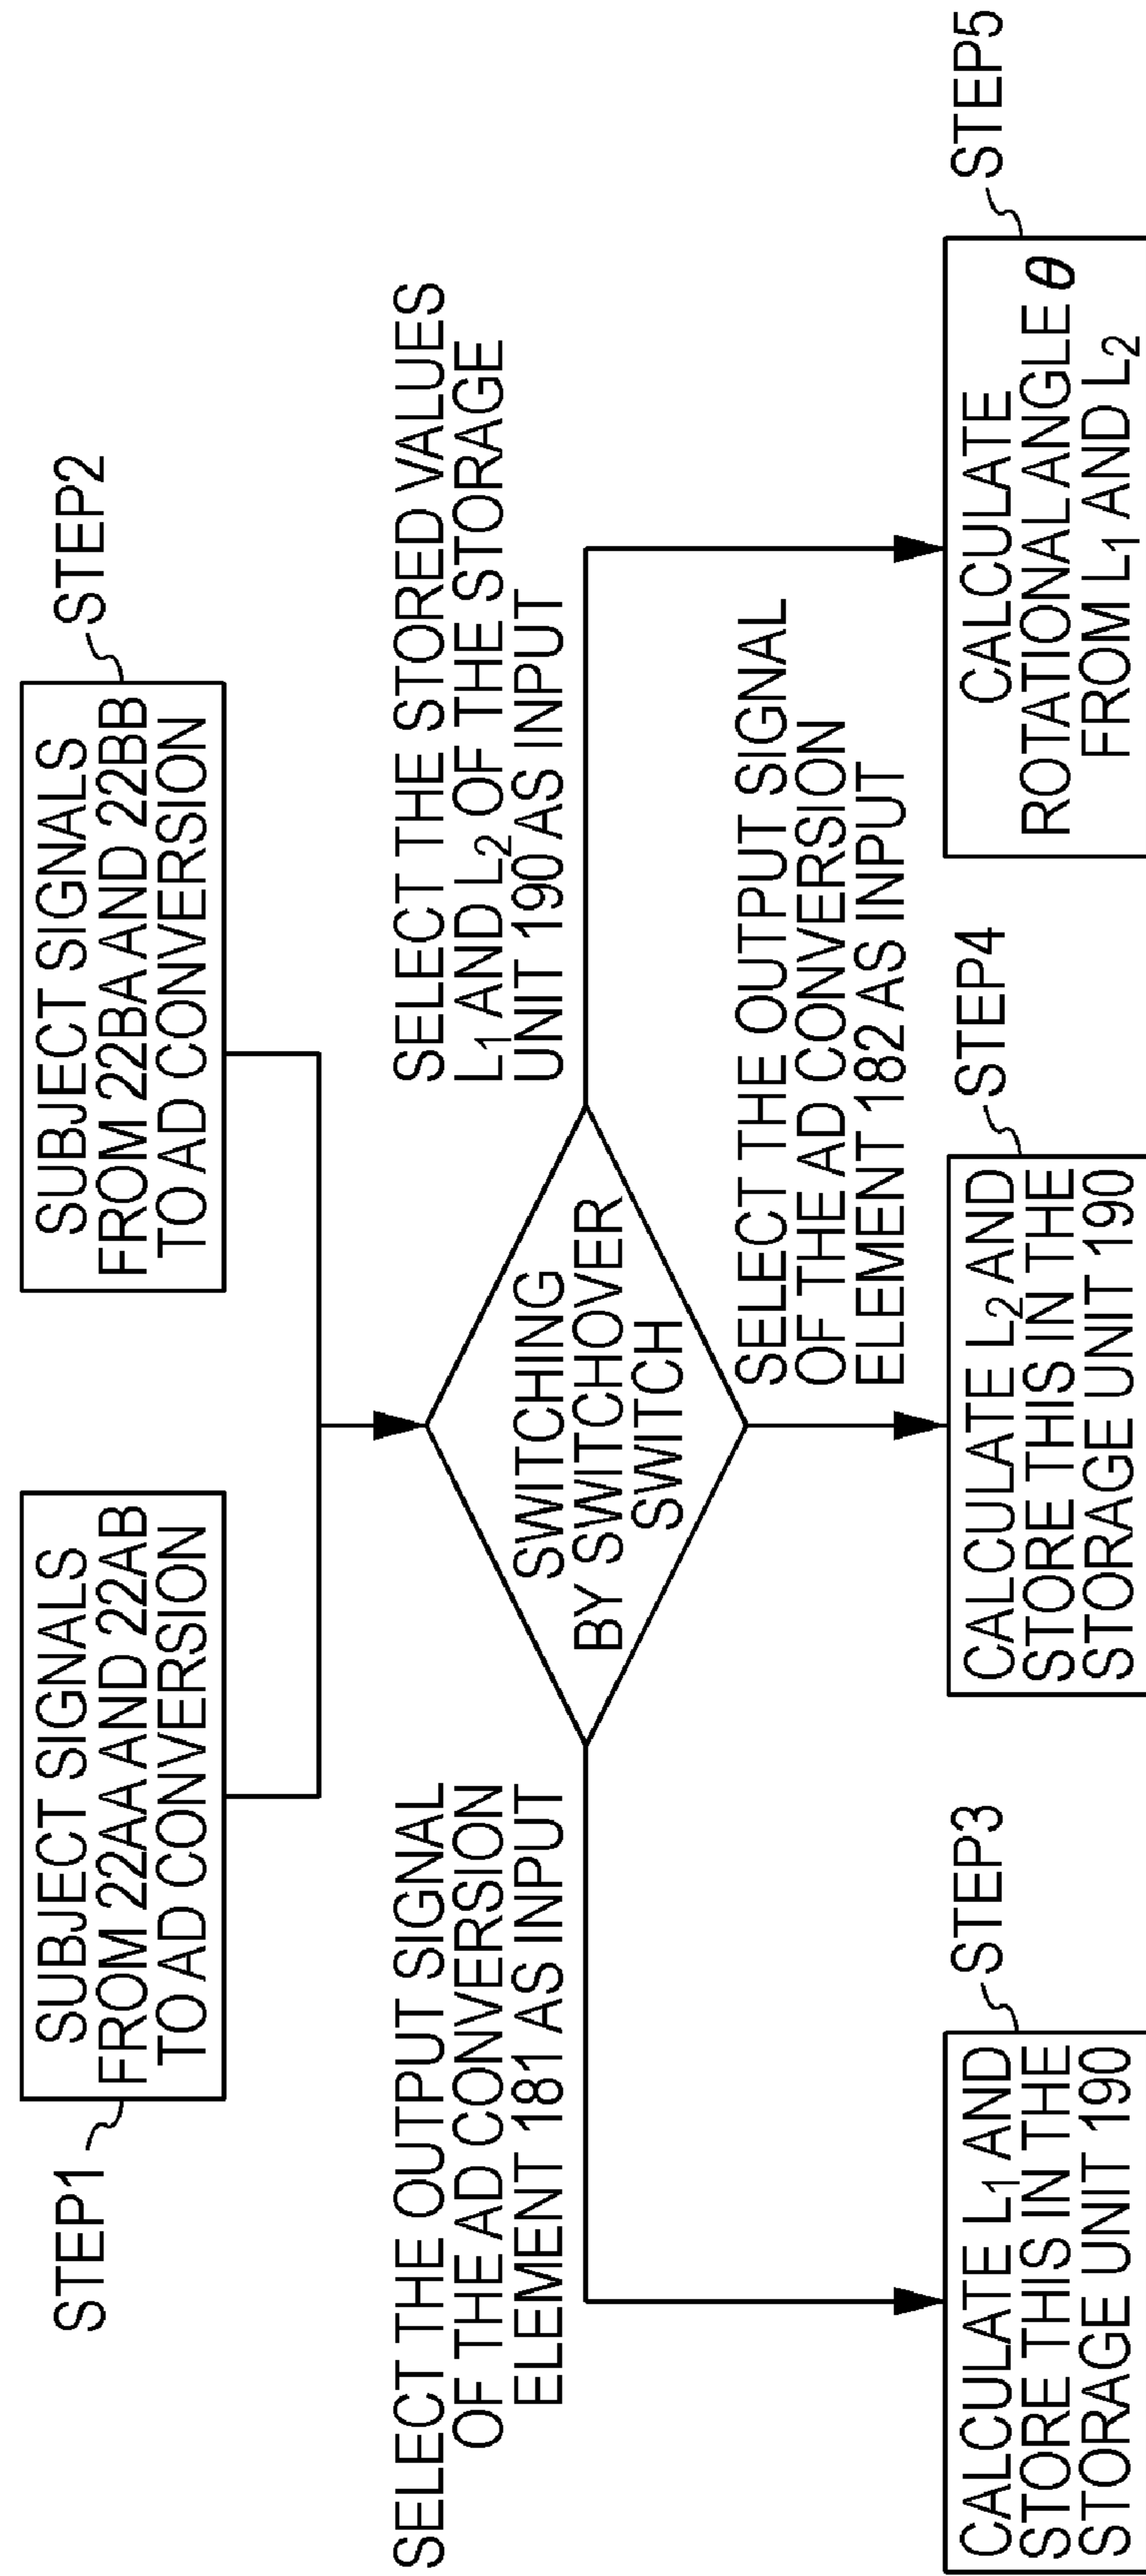 STEP1
SUBJECT SIGNALS
FROM 22AA AND 22AB
TO AD CONVERSION
SUBJECT SIGNALS
FROM 22BA AND 22BB
TO AD CONVERSION
STEP2
SELECT THE OUTPUT SIGNAL
OF THE AD CONVERSION
ELEMENT 181 AS INPUT
SWITCHING
BY SWITCHOVER
SWITCH
SELECT THE STORED VALUES
L₁ AND L₂ OF THE STORAGE
UNIT 190 AS INPUT
SELECT THE OUTPUT SIGNAL
OF THE AD CONVERSION
ELEMENT 182 AS INPUT
STEP3
CALCULATE L₁ AND
STORE THIS IN THE
STORAGE UNIT 190
STEP4
CALCULATE L₂ AND
STORE THIS IN THE
STORAGE UNIT 190
STEP5
CALCULATE
ROTATIONAL ANGLE θ
FROM L₁ AND L₂